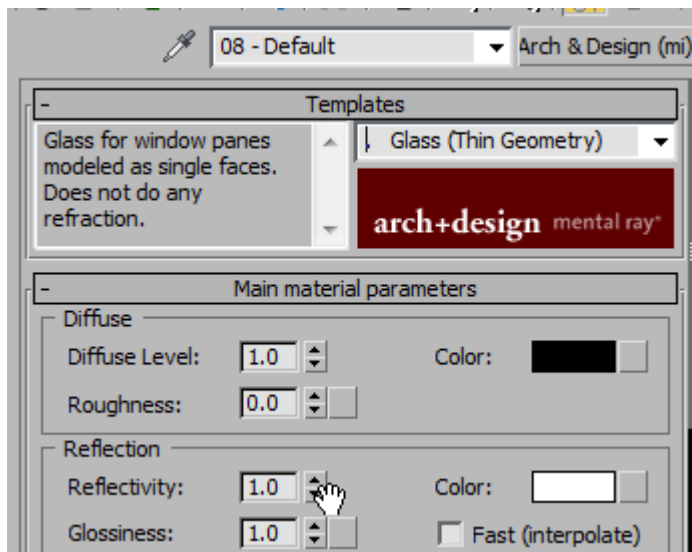 08 - Default
Arch & Design (mi)
- Templates
Glass for window panes
modeled as single faces.
Does not do any
refraction.
Glass (Thin Geometry)
arch+design mental ray®
- Main material parameters
Diffuse
Diffuse Level: 1.0 Color:
Roughness: 0.0
Reflection
Reflectivity: 1.0 Color:
Glossiness: 1.0 Fast (interpolate)